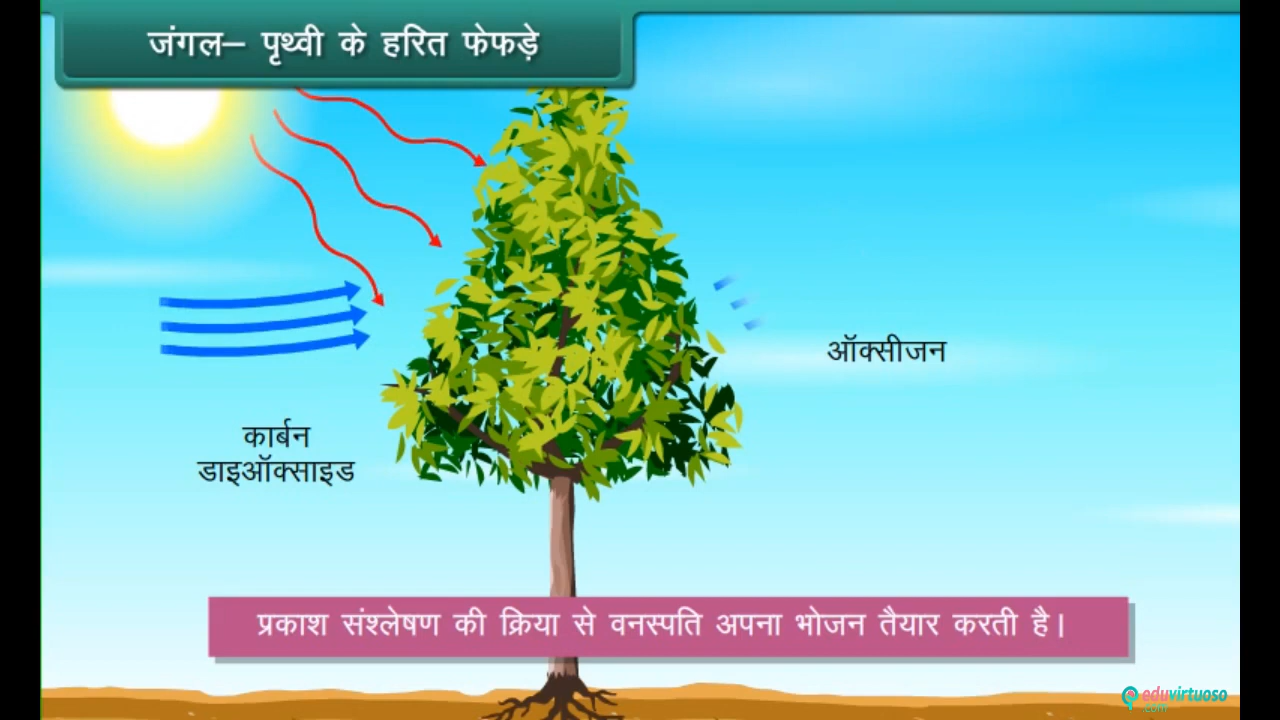 जंगल– पृथ्वी के हरित फेफड़े
ऑक्सीजन
कार्बन
डाइऑक्साइड
प्रकाश संश्लेषण की क्रिया से वनस्पति अपना भोजन तैयार करती है।
eduvirtuoso
.com